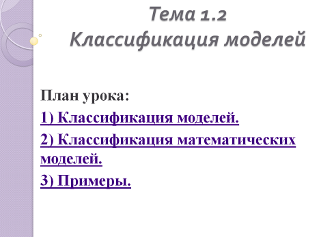 Тема 1.2
Классификация моделей
План урока:
1) Классификация моделей.
2) Классификация математических
моделей.
3) Примеры.